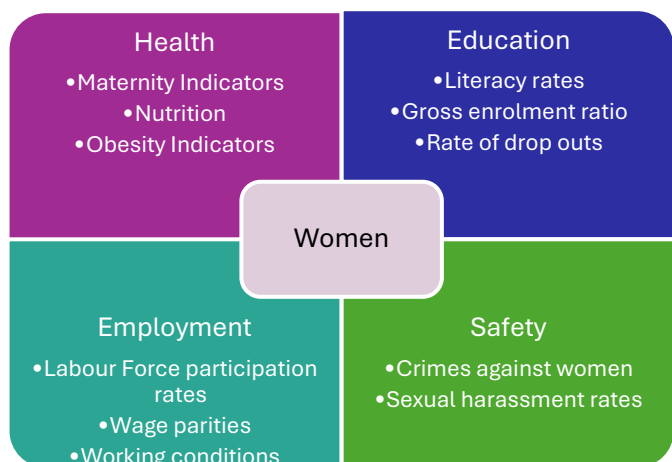 Health
•Maternity Indicators
•Nutrition
•Obesity Indicators
Education
•Literacy rates
•Gross enrolment ratio
•Rate of drop outs
Women
Employment
•Labour Force participation
rates
•Wage parities
•Working conditions
Safety
•Crimes against women
•Sexual harassment rates